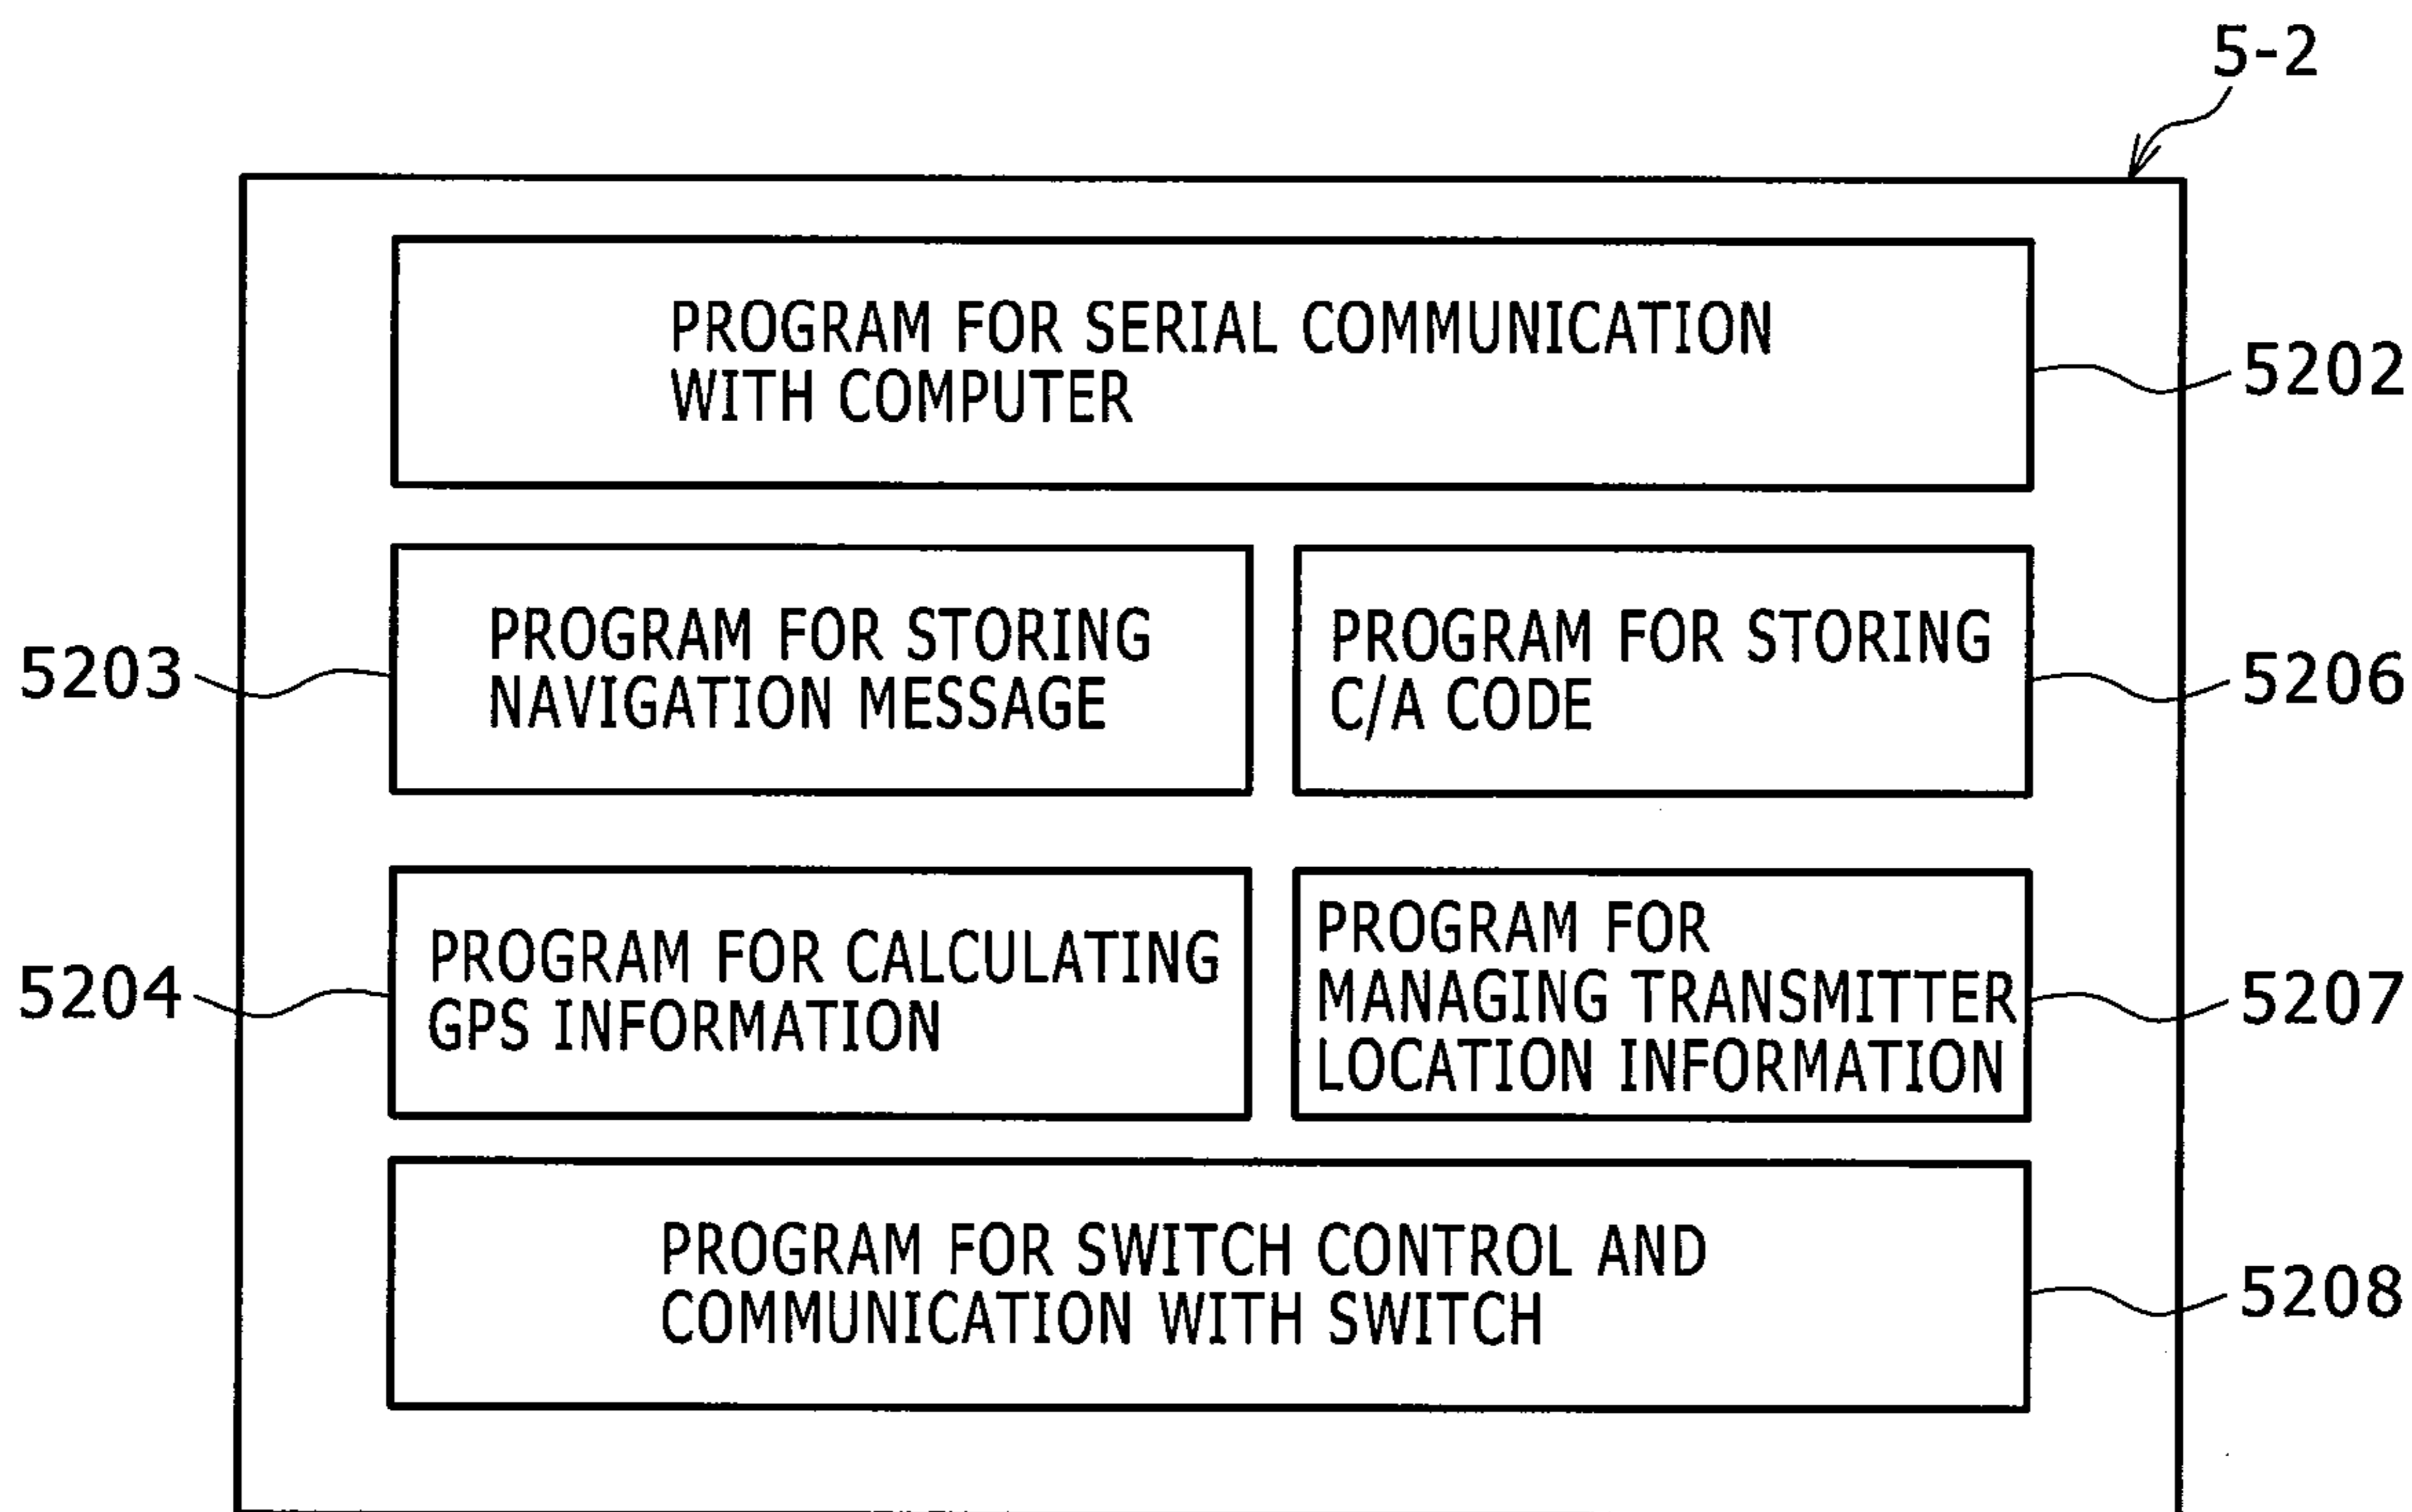 5-2
PROGRAM FOR SERIAL COMMUNICATION
WITH COMPUTER
5202
5203
PROGRAM FOR STORING
NAVIGATION MESSAGE
PROGRAM FOR STORING
C/A CODE
5206
5204
PROGRAM FOR CALCULATING
GPS INFORMATION
PROGRAM FOR
MANAGING TRANSMITTER
LOCATION INFORMATION
5207
PROGRAM FOR SWITCH CONTROL AND
COMMUNICATION WITH SWITCH
5208